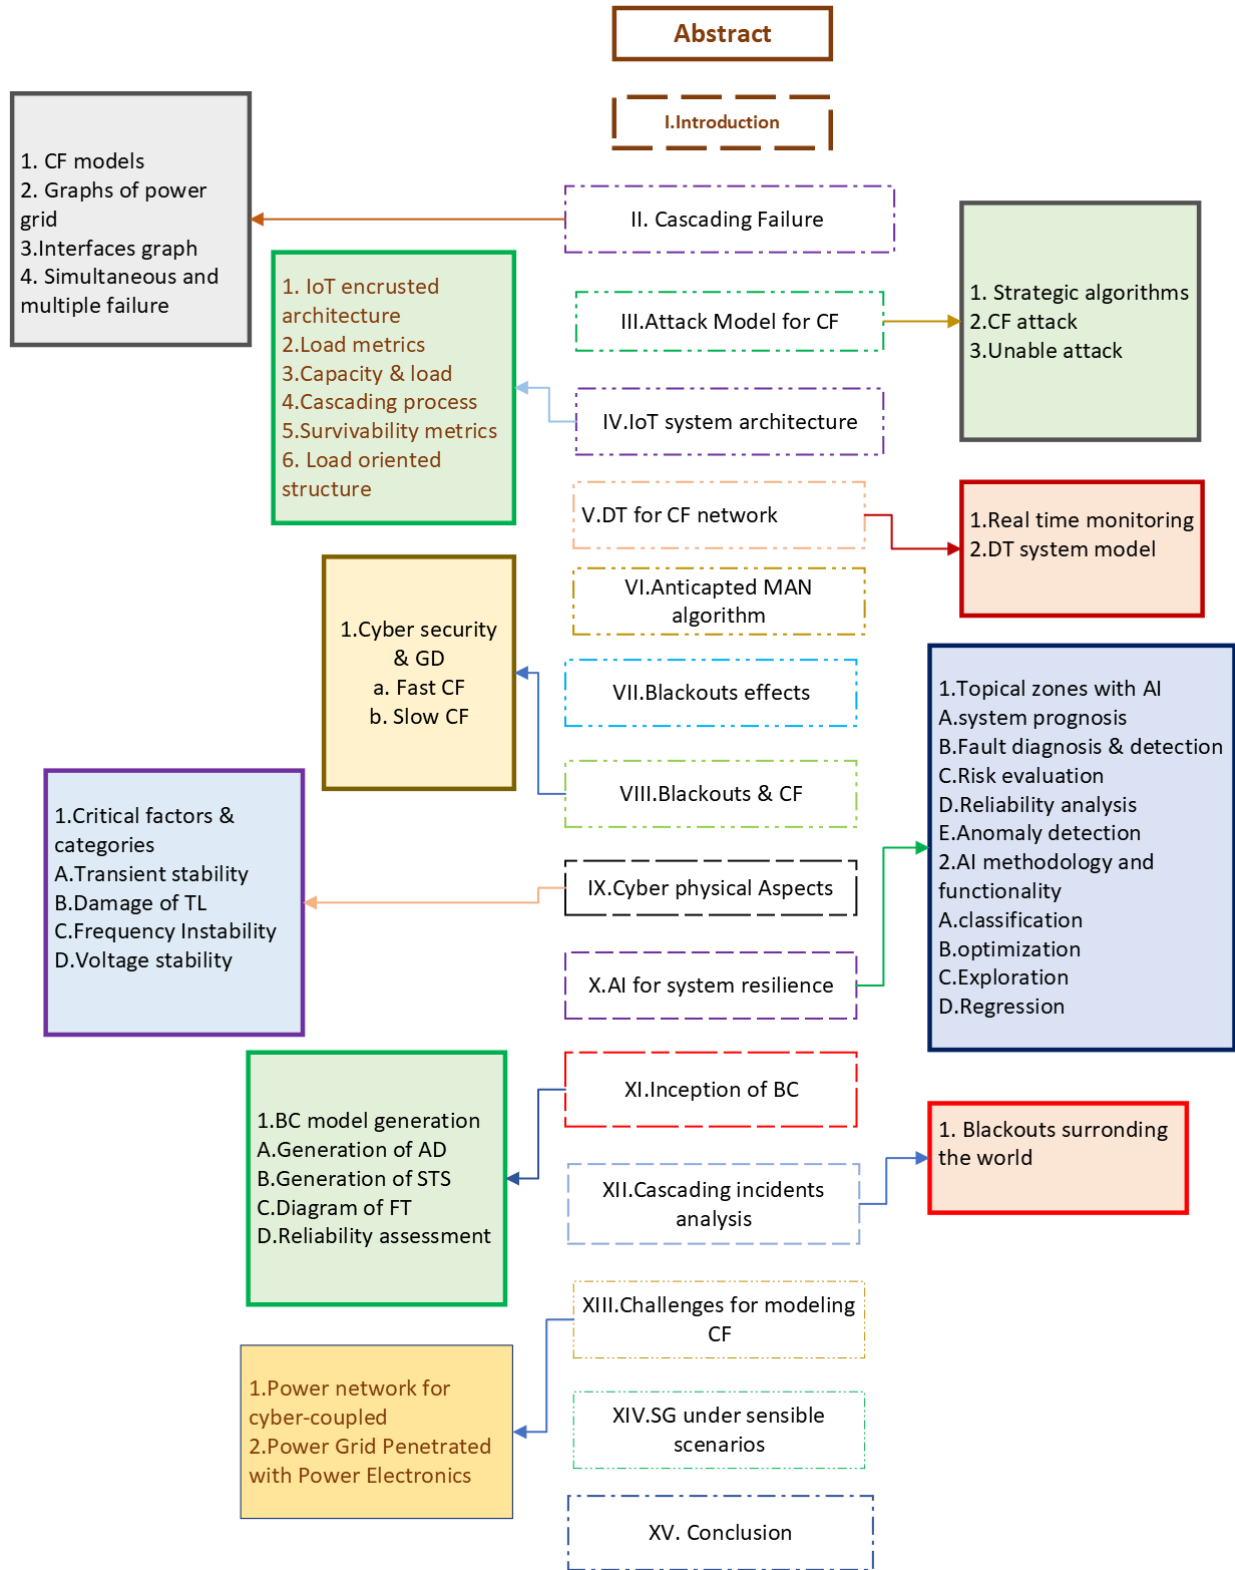 Abstract
I.Introduction
1. CF models
2. Graphs of power
grid
3.Interfaces graph
4. Simultaneous and
multiple failure
II. Cascading Failure
1. IoT encrusted
architecture
2.Load metrics
3.Capacity & load
4.Cascading process
5.Survivability metrics
6. Load oriented
structure
III.Attack Model for CF
1. Strategic algorithms
2.CF attack
3.Unable attack
IV.IoT system architecture
V.DT for CF network
1.Real time monitoring
2.DT system model
VI.Anticapted MAN
algorithm
1.Cyber security
& GD
a. Fast CF
b. Slow CF
VII.Blackouts effects
VIII.Blackouts & CF
1.Topical zones with AI
A.system prognosis
B.Fault diagnosis & detection
C.Risk evaluation
D.Reliability analysis
E.Anomaly detection
2.AI methodology and
functionality
A.classification
B.optimization
C.Exploration
D.Regression
1.Critical factors &
categories
A.Transient stability
B.Damage of TL
C.Frequency Instability
D.Voltage stability
IX.Cyber physical Aspects
X.AI for system resilience
XI.Inception of BC
1.BC model generation
A.Generation of AD
B.Generation of STS
C.Diagram of FT
D.Reliability assessment
1. Blackouts surronding
the world
XII.Cascading incidents
analysis
XIII.Challenges for modeling
CF
1.Power network for
cyber-coupled
2.Power Grid Penetrated
with Power Electronics
XIV.SG under sensible
scenarios
XV. Conclusion